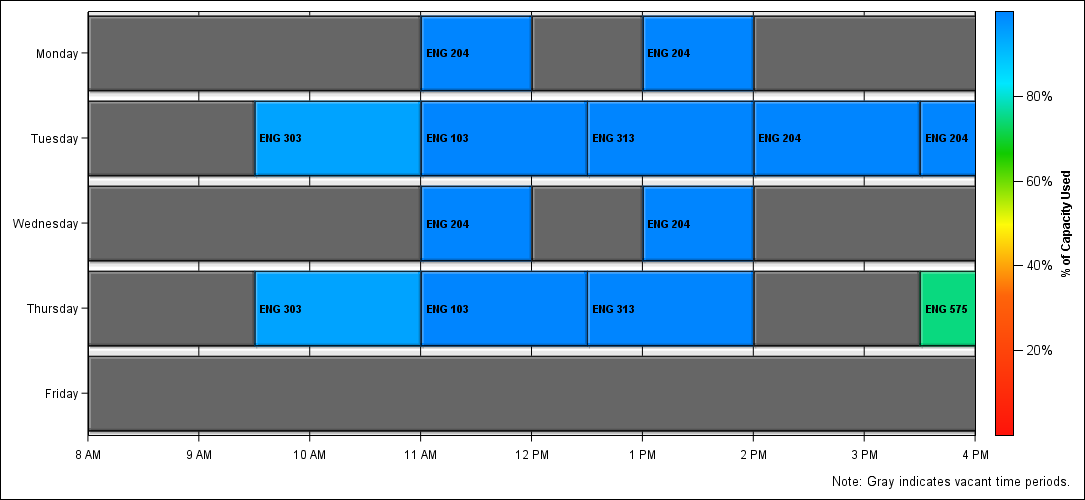 Monday
ENG 204
ENG 204
Tuesday
ENG 303
ENG 103
ENG 313
ENG 204
ENG 204
Wednesday
ENG 204
ENG 204
Thursday
ENG 303
ENG 103
ENG 313
ENG 575
Friday
8 AM
9 AM
10 AM
11 AM
12 PM
1 PM
2 PM
3 PM
4 PM
80%
60%
40%
20%
% of Capacity Used
Note: Gray indicates vacant time periods.